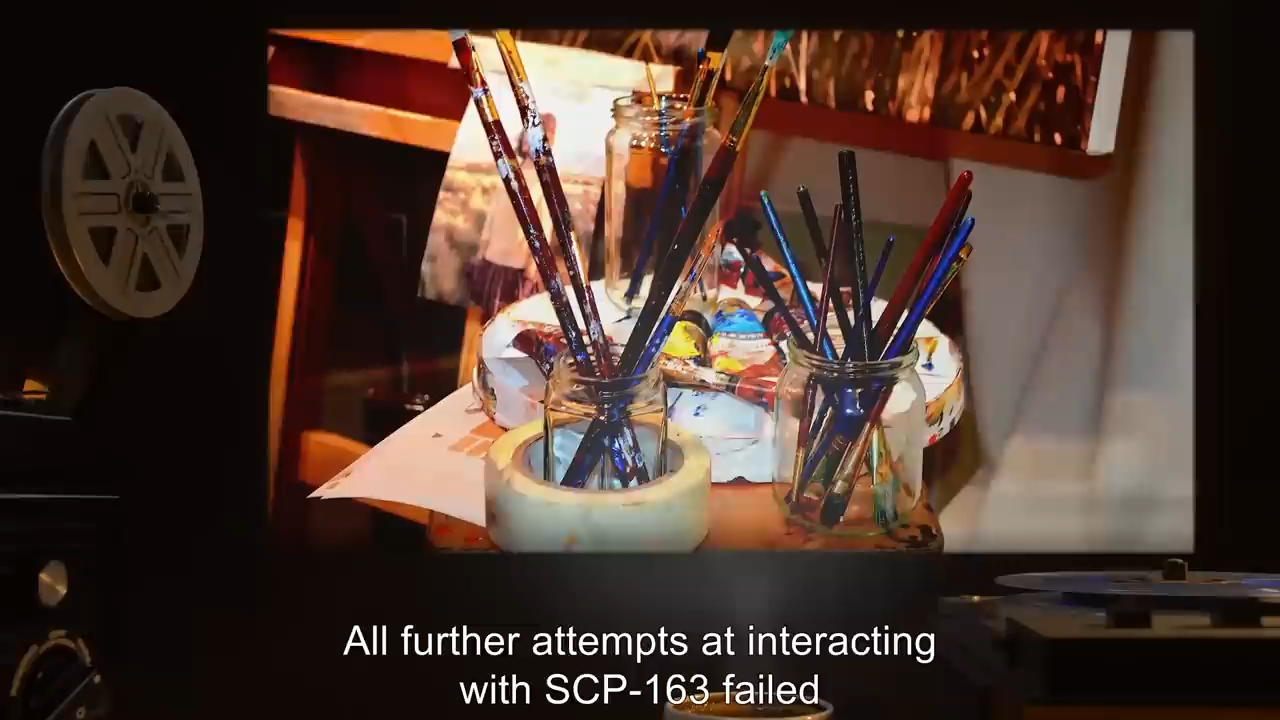 All further attempts at interacting
with SCP-163 failed